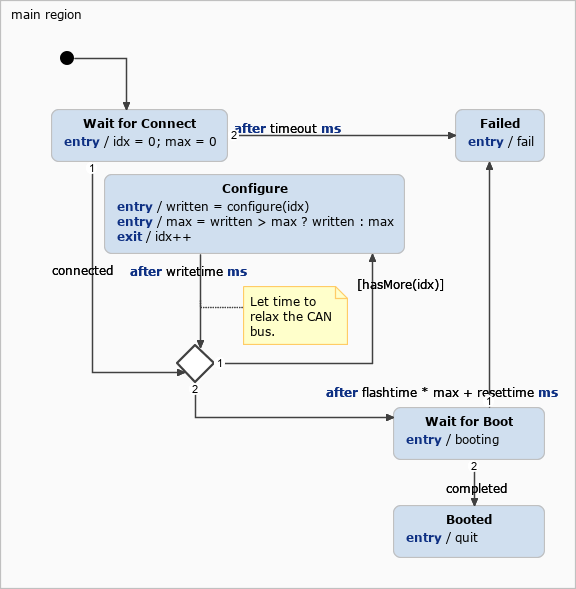 main region
Wait for Connect
entry / idx = 0; max = 0
2
after timeout ms
Failed
entry / fail
1
Configure
entry / written = configure(idx)
entry / max = written > max ? written : max
exit / idx++
connected
after writetime ms
[hasMore(idx)]
Let time to
relax the CAN
bus.
1
2
after flashtime * max + resettime ms
1
Wait for Boot
entry / booting
2
completed
Booted
entry / quit